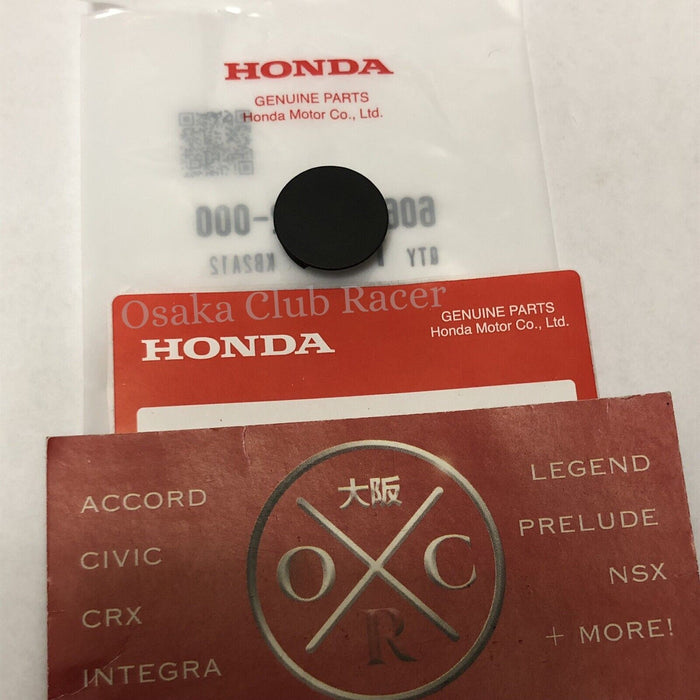 HONDA
GENUINE PARTS
Honda Motor Co., Ltd.
Osaka Club Racer
GENUINE PARTS
Honda Motor Co., Ltd.
HONDA
大阪
O C
R
ACCORD
CIVIC
CRX
INTEGRA
LEGEND
PRELUDE
NSX
+ MORE!